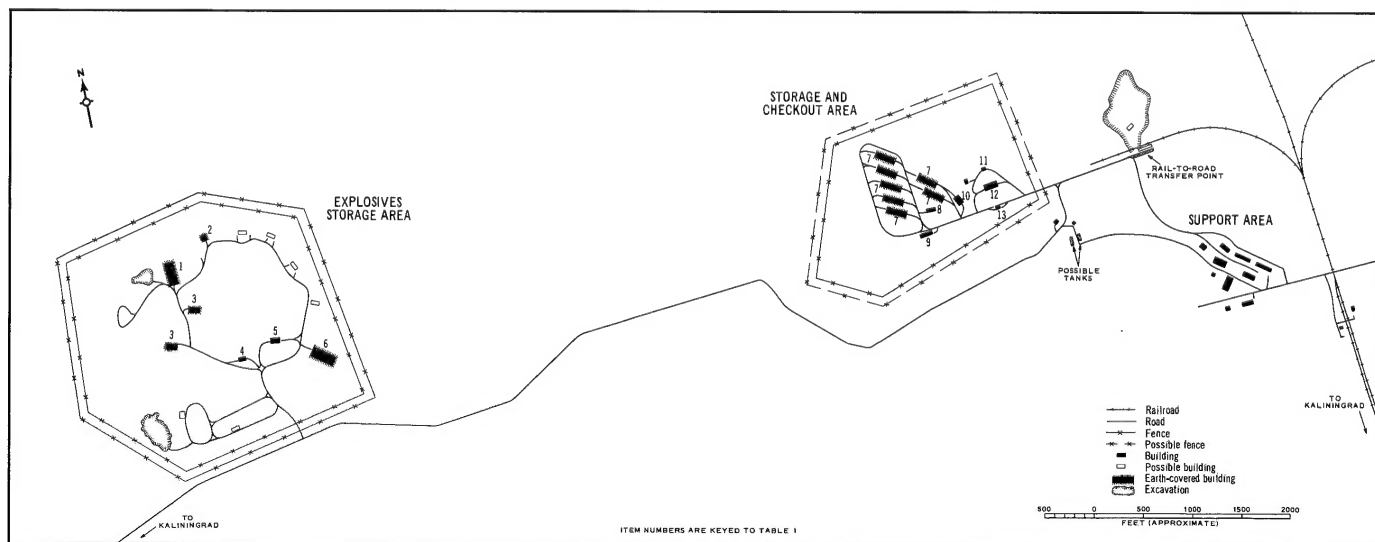 N
EXPLOSIVES
STORAGE AREA
2
1
3
3
4
5
6
TO
KALININGRAD
STORAGE AND
CHECKOUT AREA
7
7
7
7
7
8
9
10
11
12
13
RAIL-TO-ROAD
TRANSFER POINT
SUPPORT AREA
POSSIBLE
TANKS
TO
KALININGRAD
Railroad
Road
Fence
Possible fence
Building
Possible building
Earth-covered building
Excavation
500 0 500 1000 1500 2000
FEET (APPROXIMATE)
ITEM NUMBERS ARE KEYED TO TABLE 1